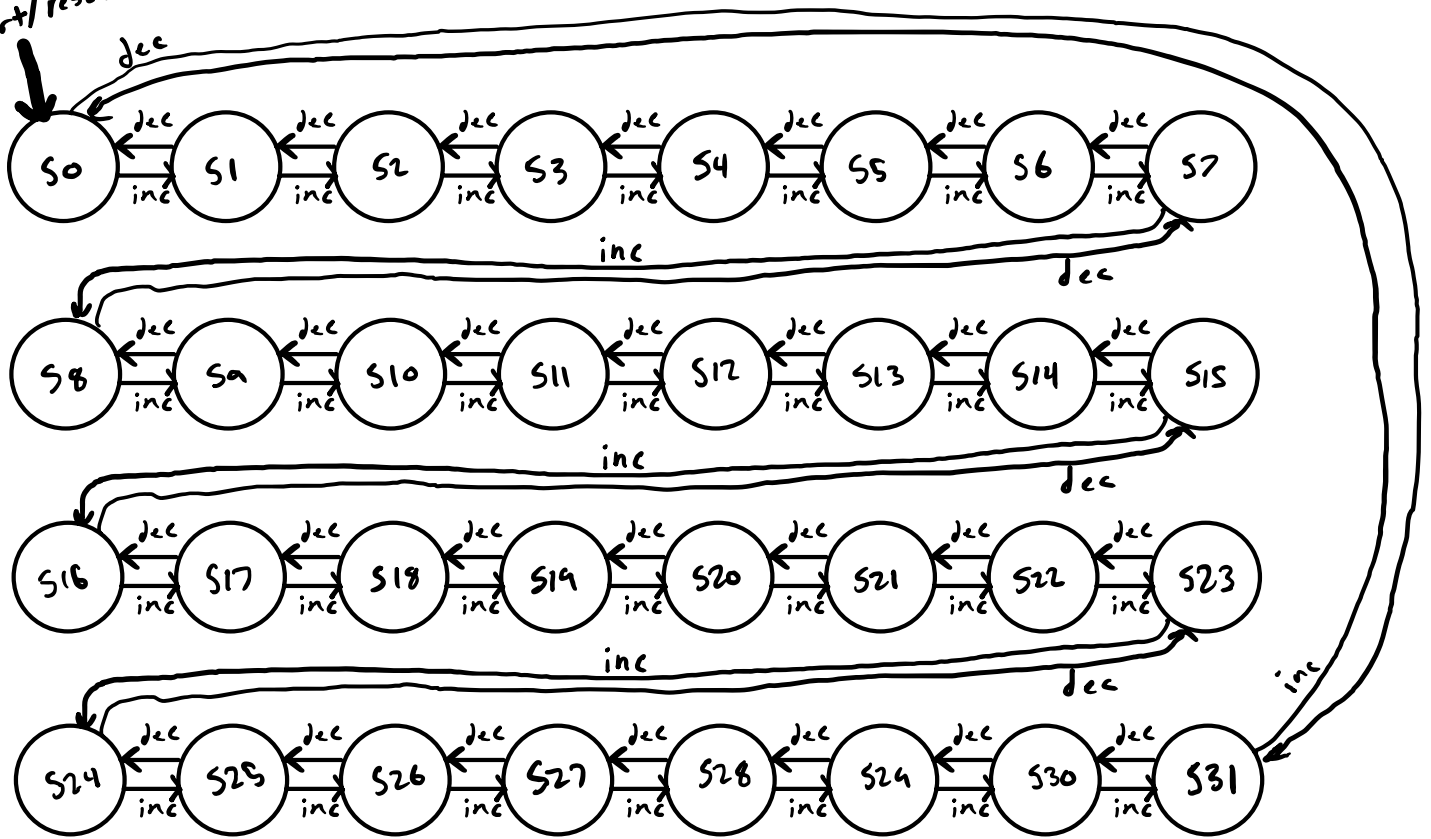 dec
dec dec dec dec dec dec dec
S0 S1 S2 S3 S4 S5 S6 S7
inc inc inc inc inc inc inc
inc
dec
dec dec dec dec dec dec dec
S8 S9 S10 S11 S12 S13 S14 S15
inc inc inc inc inc inc inc
inc
dec
dec dec dec dec dec dec dec
S16 S17 S18 S19 S20 S21 S22 S23
inc inc inc inc inc inc inc
inc
dec
inc
dec dec dec dec dec dec dec
S24 S25 S26 S27 S28 S29 S30 S31
inc inc inc inc inc inc inc